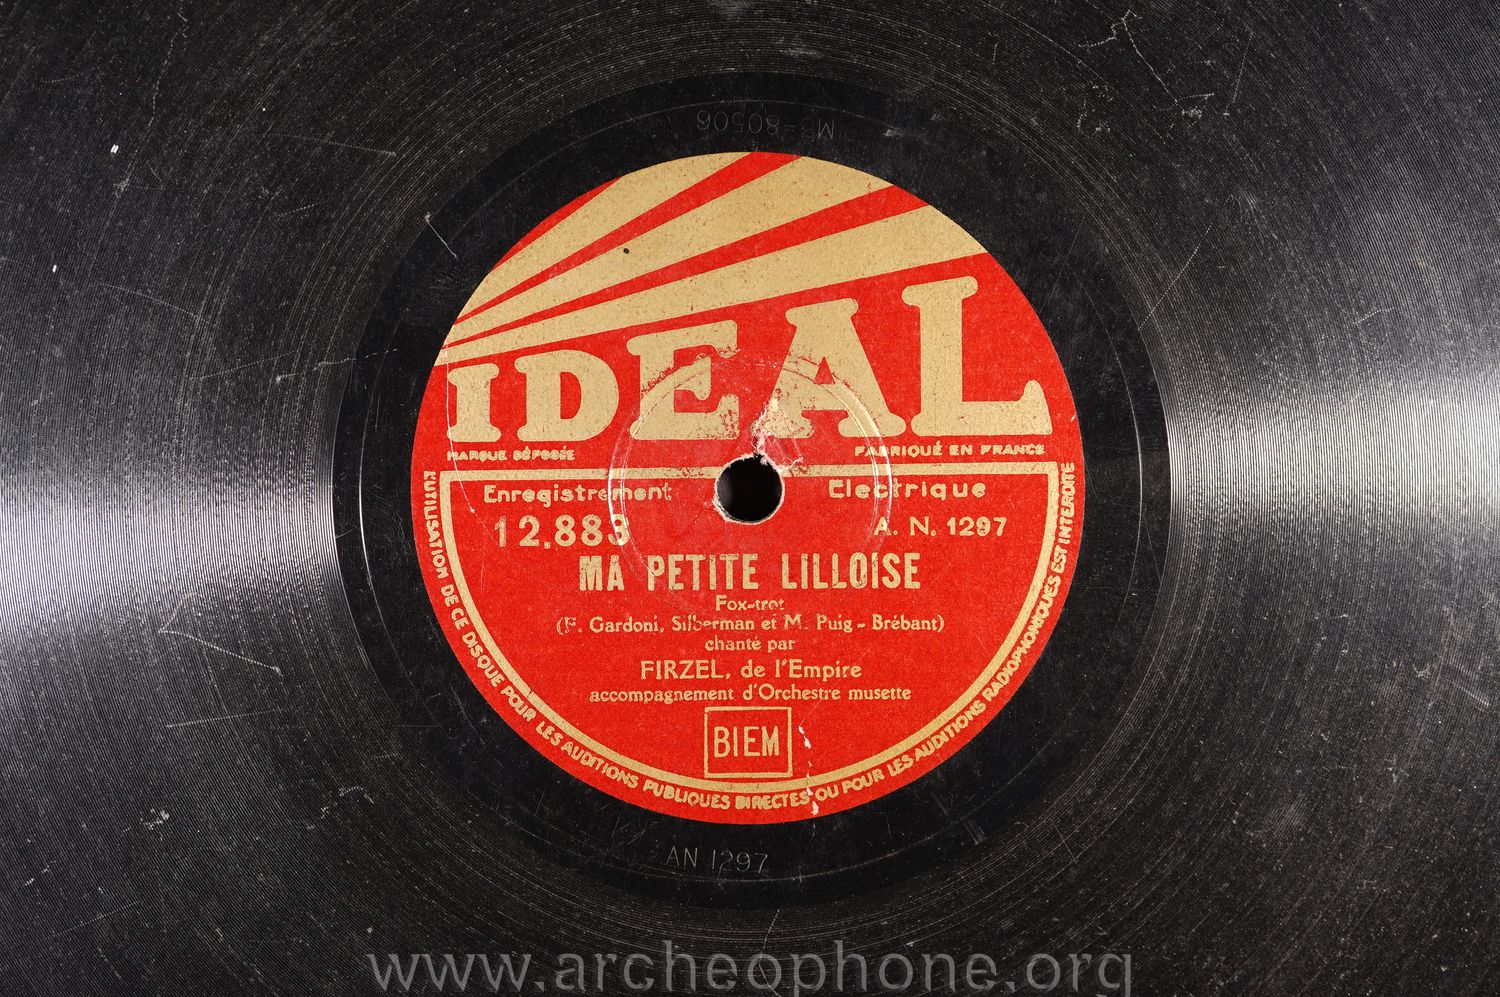 M3-80506
IDEAL
MARQUE DÉPOSÉE FABRIQUÉ EN FRANCE
Enregistrement Electrique
12.883 A. N. 1297
MA PETITE LILLOISE
Fox-trot
(F. Gardoni, Silberman et M. Puig - Brébant)
chanté par
FIRZEL, de l'Empire
accompagnement d'Orchestre musette
BIEM
L'UTILISATION DE CE DISQUE POUR LES AUDITIONS PUBLIQUES DIRECTES OU POUR LES AUDITIONS RADIOPHONIQUES EST INTERDITE
AN 1297
www.archeophone.org